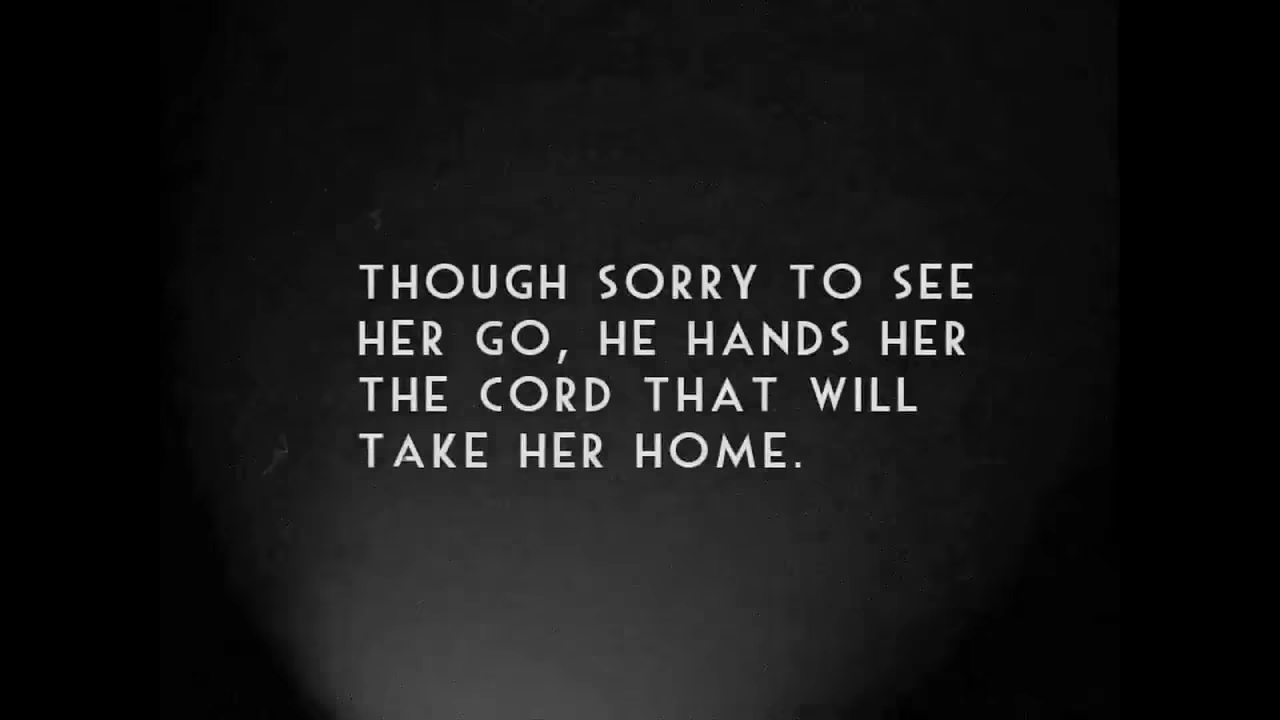 THOUGH SORRY TO SEE
HER GO, HE HANDS HER
THE CORD THAT WILL
TAKE HER HOME.